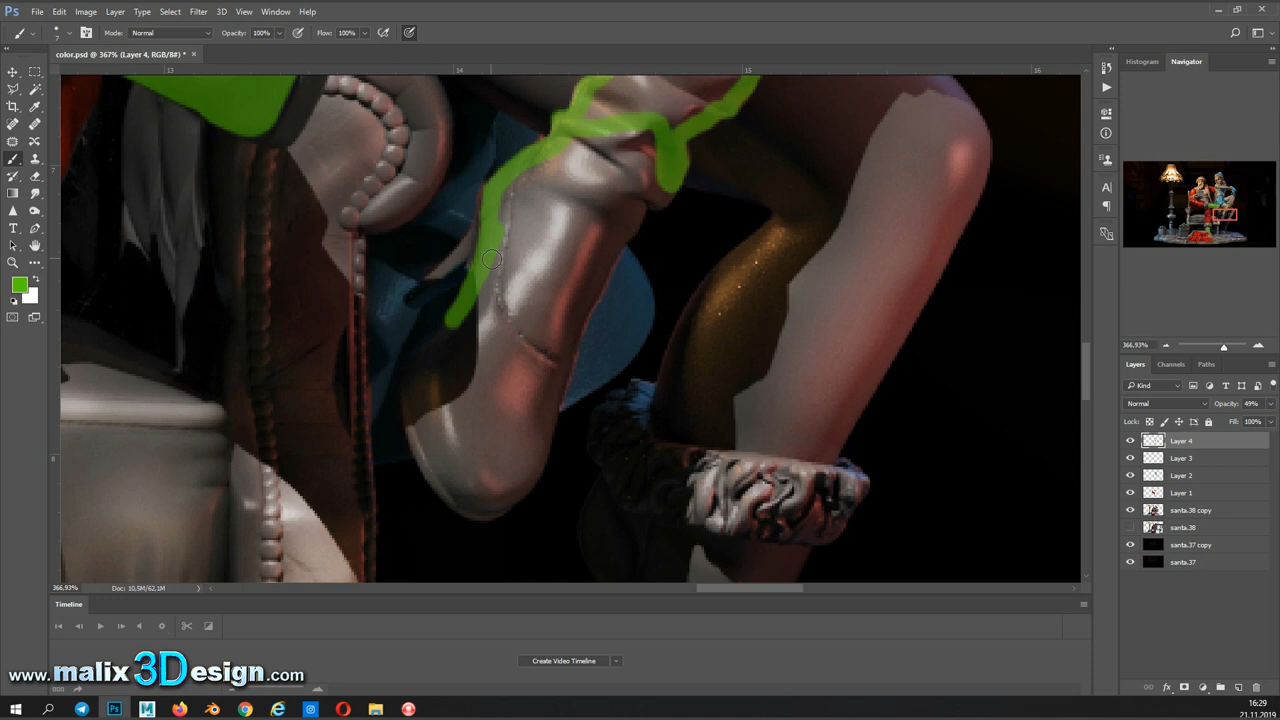 Ps File Edit Image Layer Type Select Filter 3D View Window Help
7 Mode: Normal Opacity: 100% Flow: 100%
color.psd @ 367% (Layer 4, RGB/8#) * ×
13 14 15 16
7
8
Histogram Navigator
366,93%
Layers Channels Paths
Kind
Normal Opacity: 49%
Lock: Fill: 100%
Layer 4
Layer 3
Layer 2
Layer 1
santa.38 copy
santa.38
santa.37 copy
santa.37
366,93% Doc: 10,5M/62,1M
Timeline
Create Video Timeline
www.malix3Design.com
16:29
21.11.2019